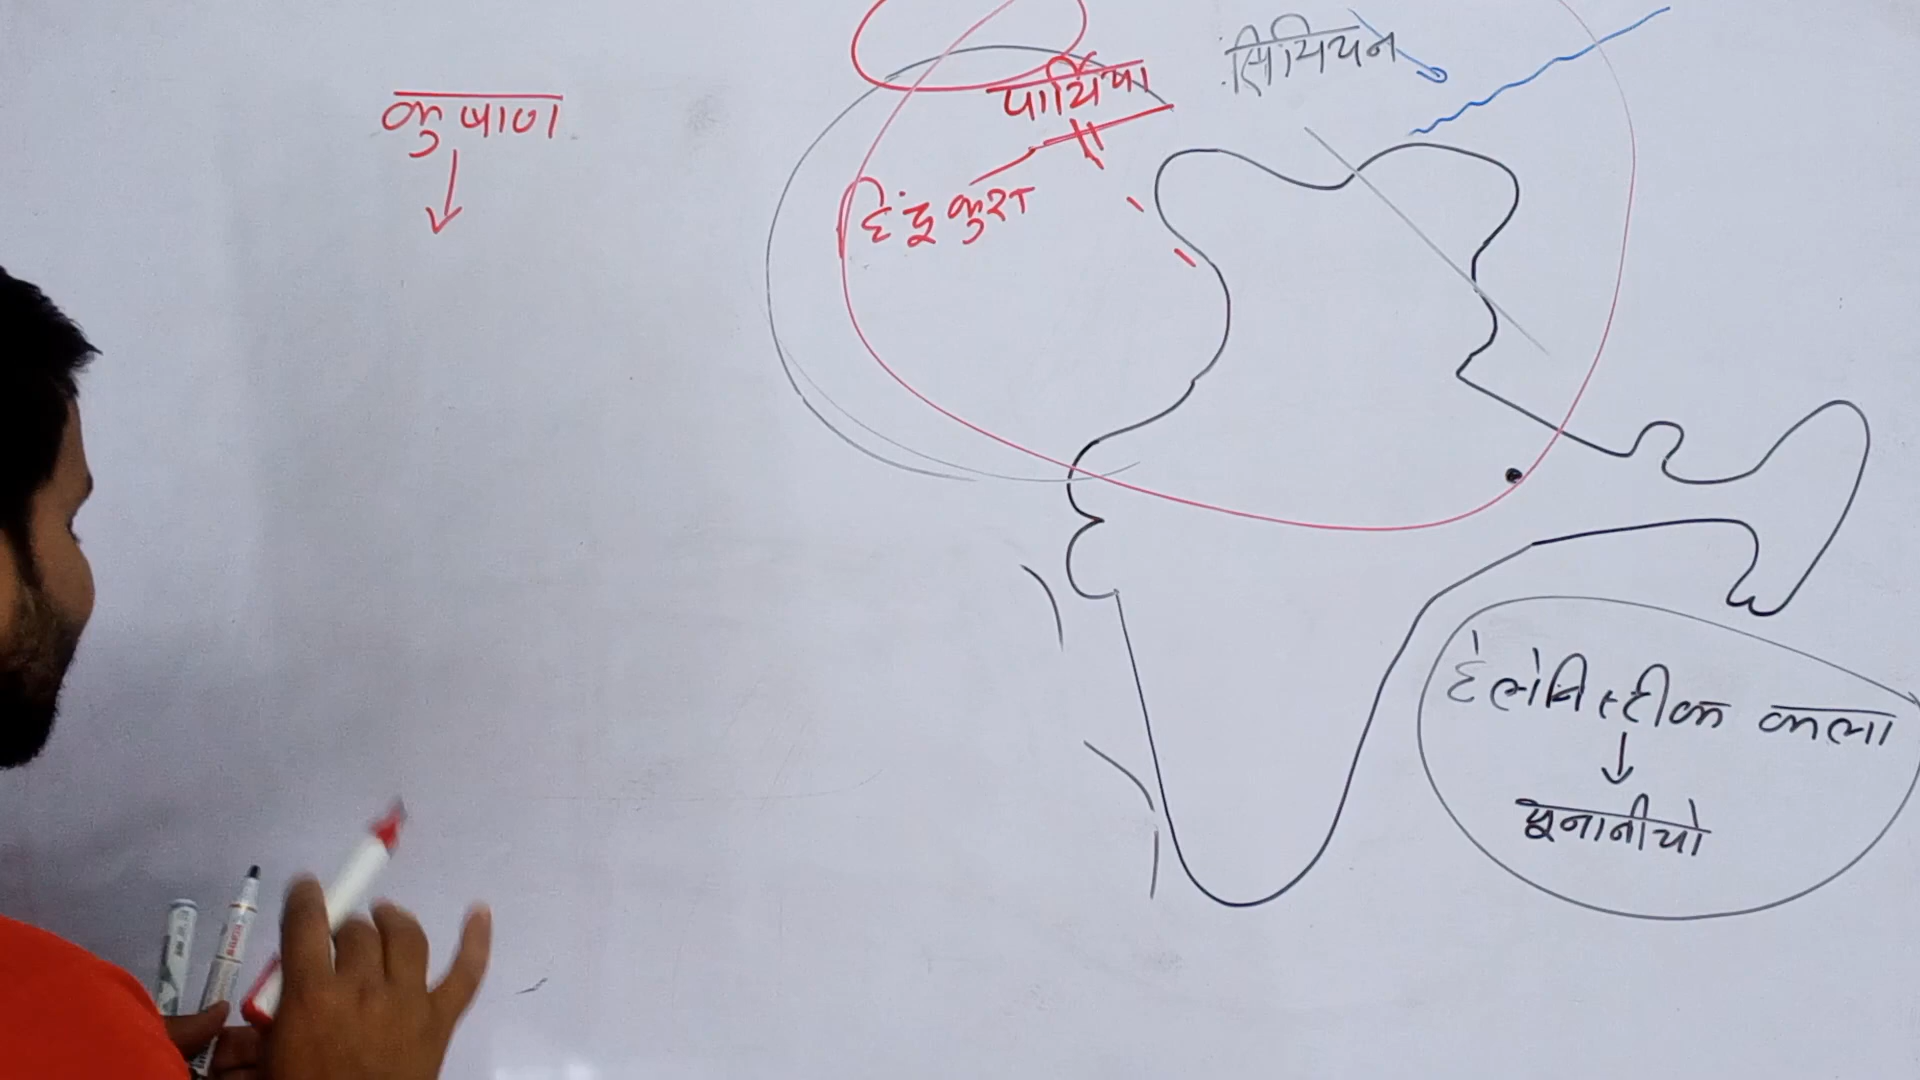 कुषाण
पार्थिया
सिथियन
हिंदू कुश
हेलेनिस्टीक कला
यूनानीयो